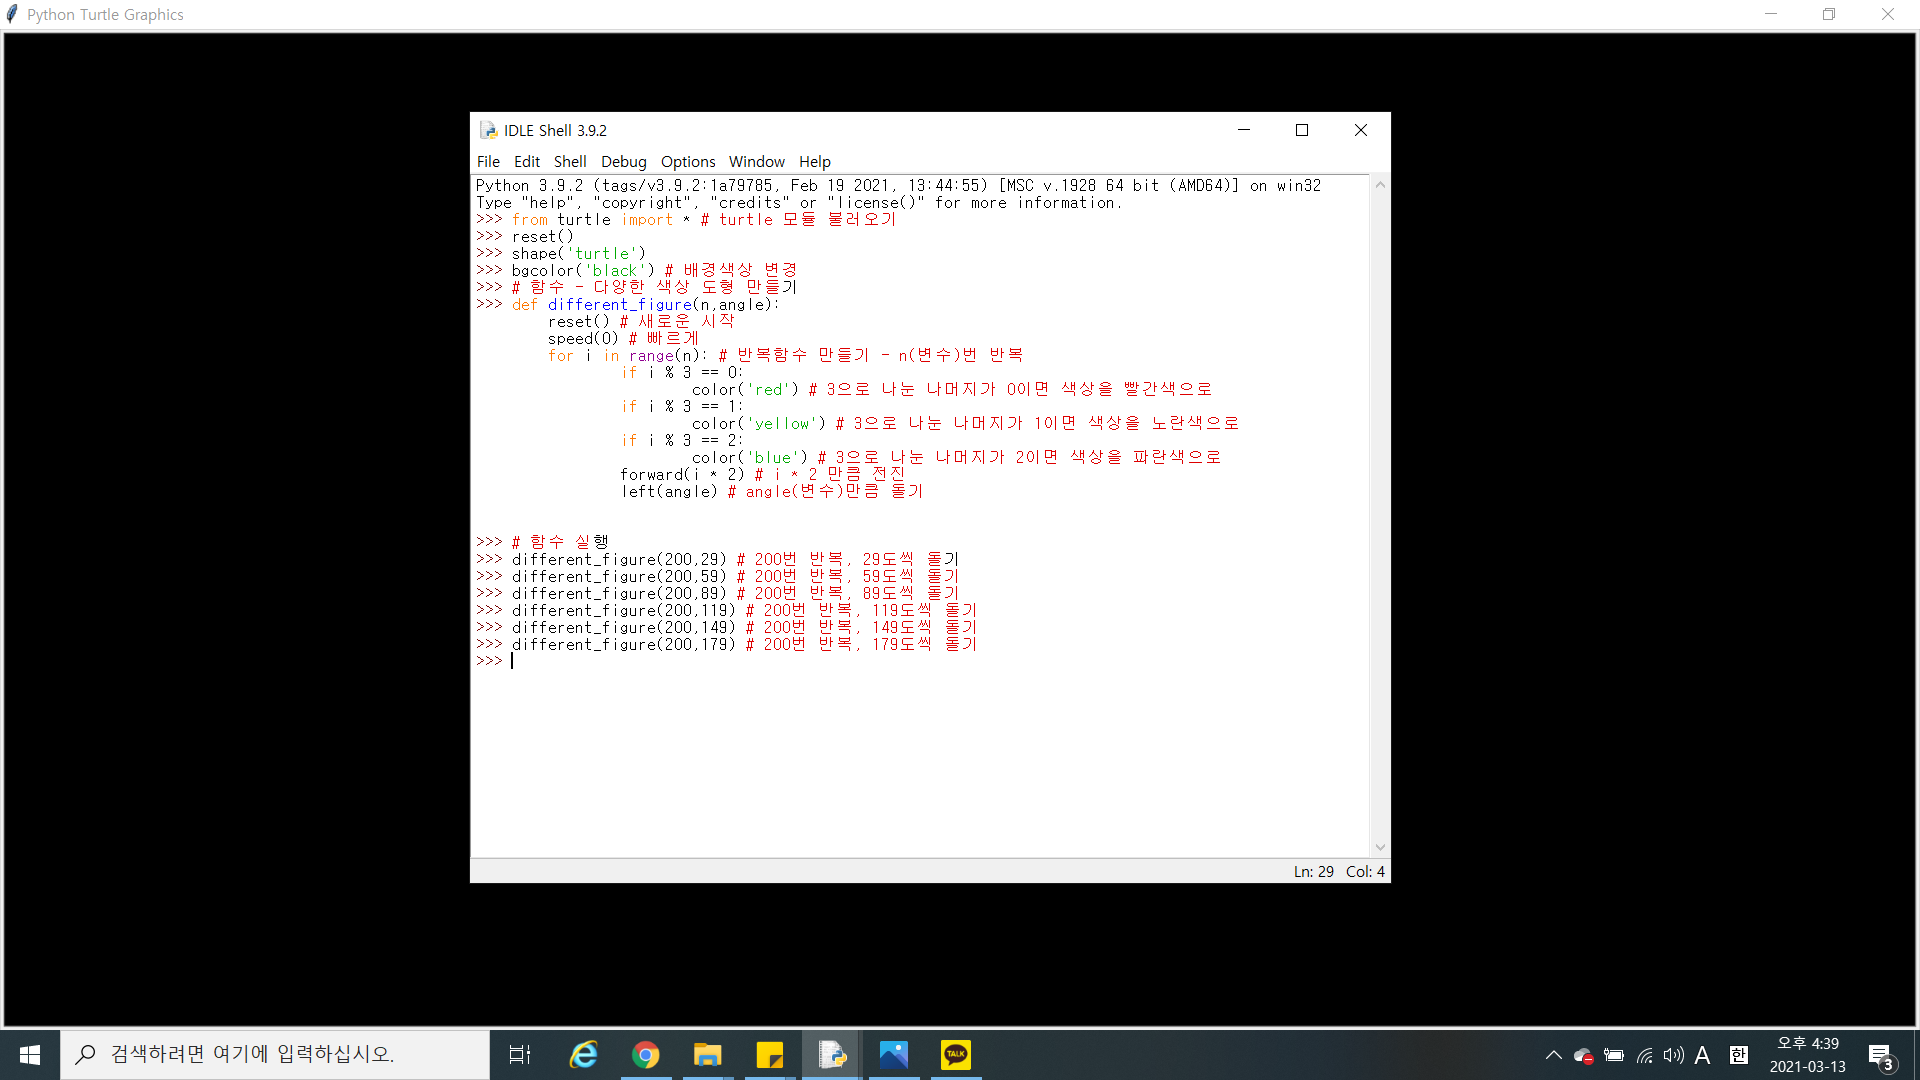 Python Turtle Graphics
IDLE Shell 3.9.2
File Edit Shell Debug Options Window Help
Python 3.9.2 (tags/v3.9.2:1a79785, Feb 19 2021, 13:44:55) [MSC v.1928 64 bit (AMD64)] on win32
Type "help", "copyright", "credits" or "license()" for more information.
>>> from turtle import * # turtle 모듈 불러오기
>>> reset()
>>> shape('turtle')
>>> bgcolor('black') # 배경색상 변경
>>> # 함수 - 다양한 색상 도형 만들기
>>> def different_figure(n,angle):
reset() # 새로운 시작
speed(0) # 빠르게
for i in range(n): # 반복함수 만들기 - n(변수)번 반복
if i % 3 == 0:
color('red') # 3으로 나눈 나머지가 0이면 색상을 빨간색으로
if i % 3 == 1:
color('yellow') # 3으로 나눈 나머지가 1이면 색상을 노란색으로
if i % 3 == 2:
color('blue') # 3으로 나눈 나머지가 2이면 색상을 파란색으로
forward(i * 2) # i * 2 만큼 전진
left(angle) # angle(변수)만큼 돌기
>>> # 함수 실행
>>> different_figure(200,29) # 200번 반복, 29도씩 돌기
>>> different_figure(200,59) # 200번 반복, 59도씩 돌기
>>> different_figure(200,89) # 200번 반복, 89도씩 돌기
>>> different_figure(200,119) # 200번 반복, 119도씩 돌기
>>> different_figure(200,149) # 200번 반복, 149도씩 돌기
>>> different_figure(200,179) # 200번 반복, 179도씩 돌기
>>>
Ln: 29 Col: 4
검색하려면 여기에 입력하십시오.
TALK
A 한
오후 4:39
2021-03-13
3